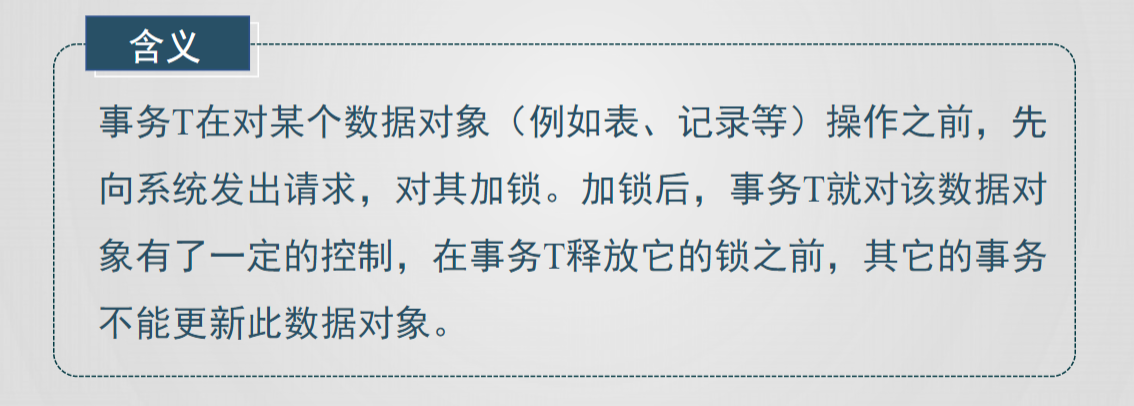 含义
事务T在对某个数据对象（例如表、记录等）操作之前，先
向系统发出请求，对其加锁。加锁后，事务T就对该数据对
象有了一定的控制，在事务T释放它的锁之前，其它的事务
不能更新此数据对象。